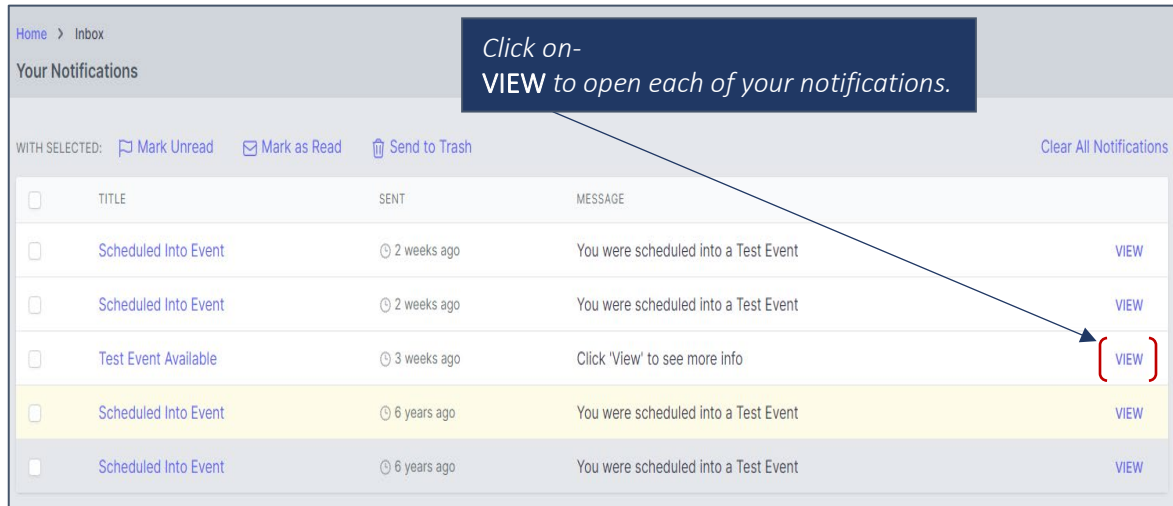 Home > Inbox
Your Notifications
Click on-
VIEW to open each of your notifications.
WITH SELECTED: Mark Unread Mark as Read Send to Trash Clear All Notifications
TITLE SENT MESSAGE
Scheduled Into Event 2 weeks ago You were scheduled into a Test Event VIEW
Scheduled Into Event 2 weeks ago You were scheduled into a Test Event VIEW
Test Event Available 3 weeks ago Click 'View' to see more info VIEW
Scheduled Into Event 6 years ago You were scheduled into a Test Event VIEW
Scheduled Into Event 6 years ago You were scheduled into a Test Event VIEW